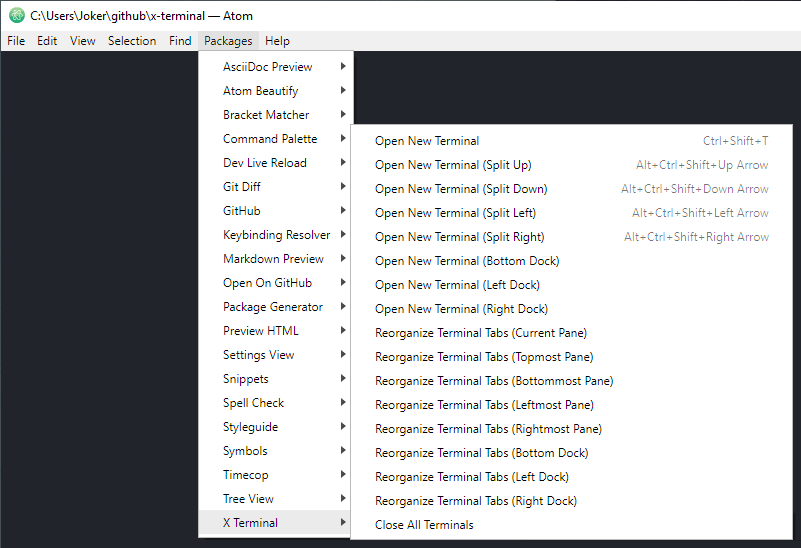 C:\Users\Joker\github\x-terminal — Atom
File Edit View Selection Find Packages Help
AsciiDoc Preview
Atom Beautify
Bracket Matcher
Command Palette
Dev Live Reload
Git Diff
GitHub
Keybinding Resolver
Markdown Preview
Open On GitHub
Package Generator
Preview HTML
Settings View
Snippets
Spell Check
Styleguide
Symbols
Timecop
Tree View
X Terminal
Open New Terminal Ctrl+Shift+T
Open New Terminal (Split Up) Alt+Ctrl+Shift+Up Arrow
Open New Terminal (Split Down) Alt+Ctrl+Shift+Down Arrow
Open New Terminal (Split Left) Alt+Ctrl+Shift+Left Arrow
Open New Terminal (Split Right) Alt+Ctrl+Shift+Right Arrow
Open New Terminal (Bottom Dock)
Open New Terminal (Left Dock)
Open New Terminal (Right Dock)
Reorganize Terminal Tabs (Current Pane)
Reorganize Terminal Tabs (Topmost Pane)
Reorganize Terminal Tabs (Bottommost Pane)
Reorganize Terminal Tabs (Leftmost Pane)
Reorganize Terminal Tabs (Rightmost Pane)
Reorganize Terminal Tabs (Bottom Dock)
Reorganize Terminal Tabs (Left Dock)
Reorganize Terminal Tabs (Right Dock)
Close All Terminals